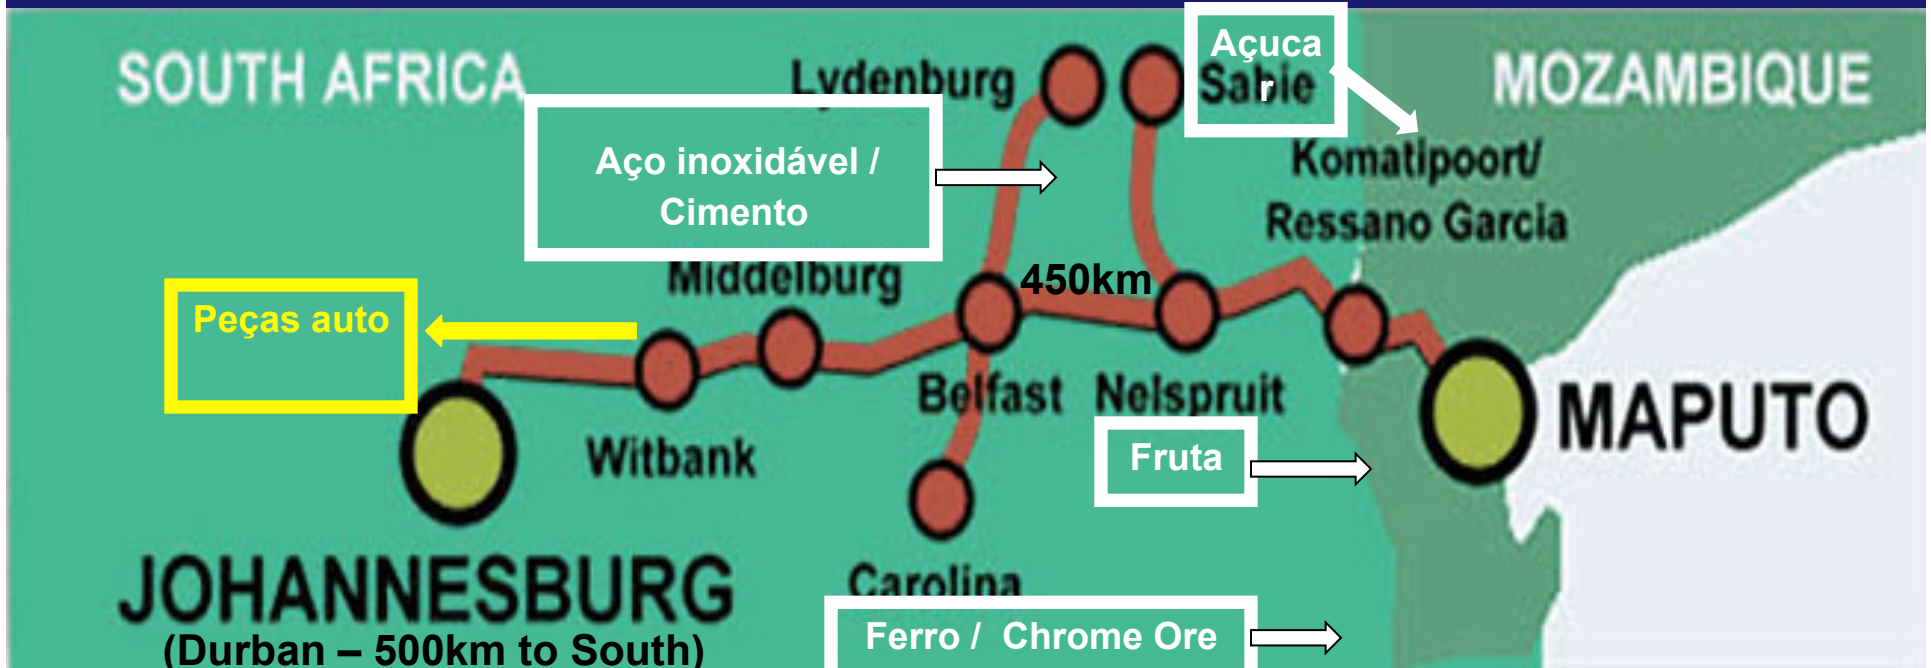 SOUTH AFRICA
Lydenburg
Açuca
r
Sabie
MOZAMBIQUE
Aço inoxidável /
Cimento
Komatipoort/
Ressano Garcia
Middelburg
450km
Peças auto
Belfast
Nelspruit
MAPUTO
Witbank
Fruta
JOHANNESBURG
(Durban – 500km to South)
Carolina
Ferro / Chrome Ore